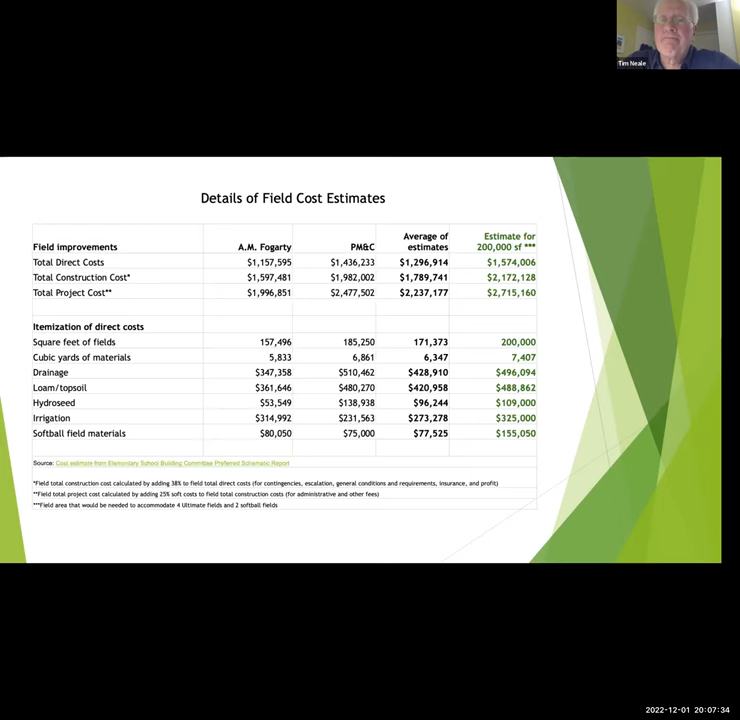 Tim Neale
Details of Field Cost Estimates
Field improvements A.M. Fogarty PM&C Average of estimates Estimate for 200,000 sf ***
Total Direct Costs $1,157,595 $1,436,233 $1,296,914 $1,574,006
Total Construction Cost* $1,597,481 $1,982,002 $1,789,741 $2,172,128
Total Project Cost** $1,996,851 $2,477,502 $2,237,177 $2,715,160
Itemization of direct costs
Square feet of fields 157,496 185,250 171,373 200,000
Cubic yards of materials 5,833 6,861 6,347 7,407
Drainage $347,358 $510,462 $428,910 $496,094
Loam/topsoil $361,646 $480,270 $420,958 $488,862
Hydroseed $53,549 $138,938 $96,244 $109,000
Irrigation $314,992 $231,563 $273,278 $325,000
Softball field materials $80,050 $75,000 $77,525 $155,050
Source: Cost estimate from Elementary School Building Committee Preferred Schematic Report
*Field total construction cost calculated by adding 38% to field total direct costs (for contingencies, escalation, general conditions and requirements, insurance, and profit)
**Field total project cost calculated by adding 25% soft costs to field total construction costs (for administrative and other fees)
***Field area that would be needed to accommodate 4 Ultimate fields and 2 softball fields
2022-12-01 20:07:34